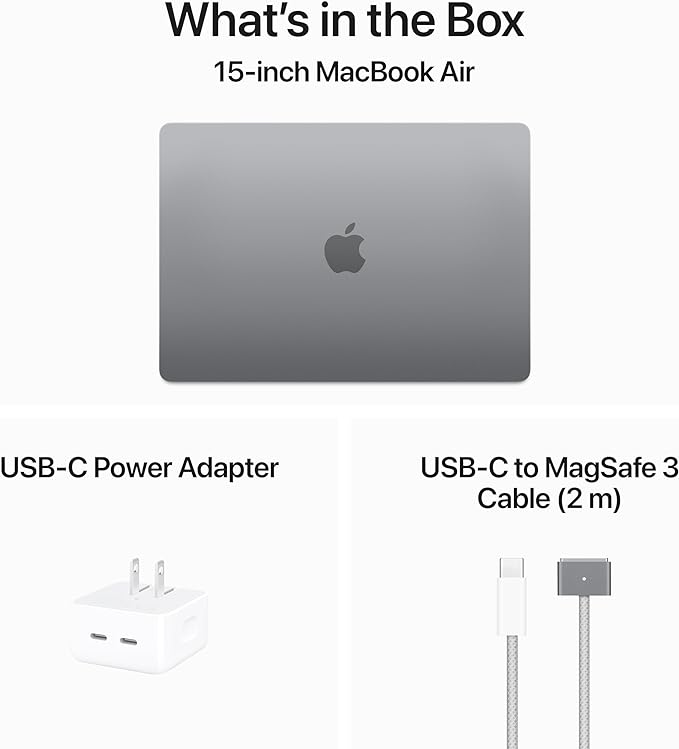 What's in the Box
15-inch MacBook Air
USB-C Power Adapter
USB-C to MagSafe 3
Cable (2 m)